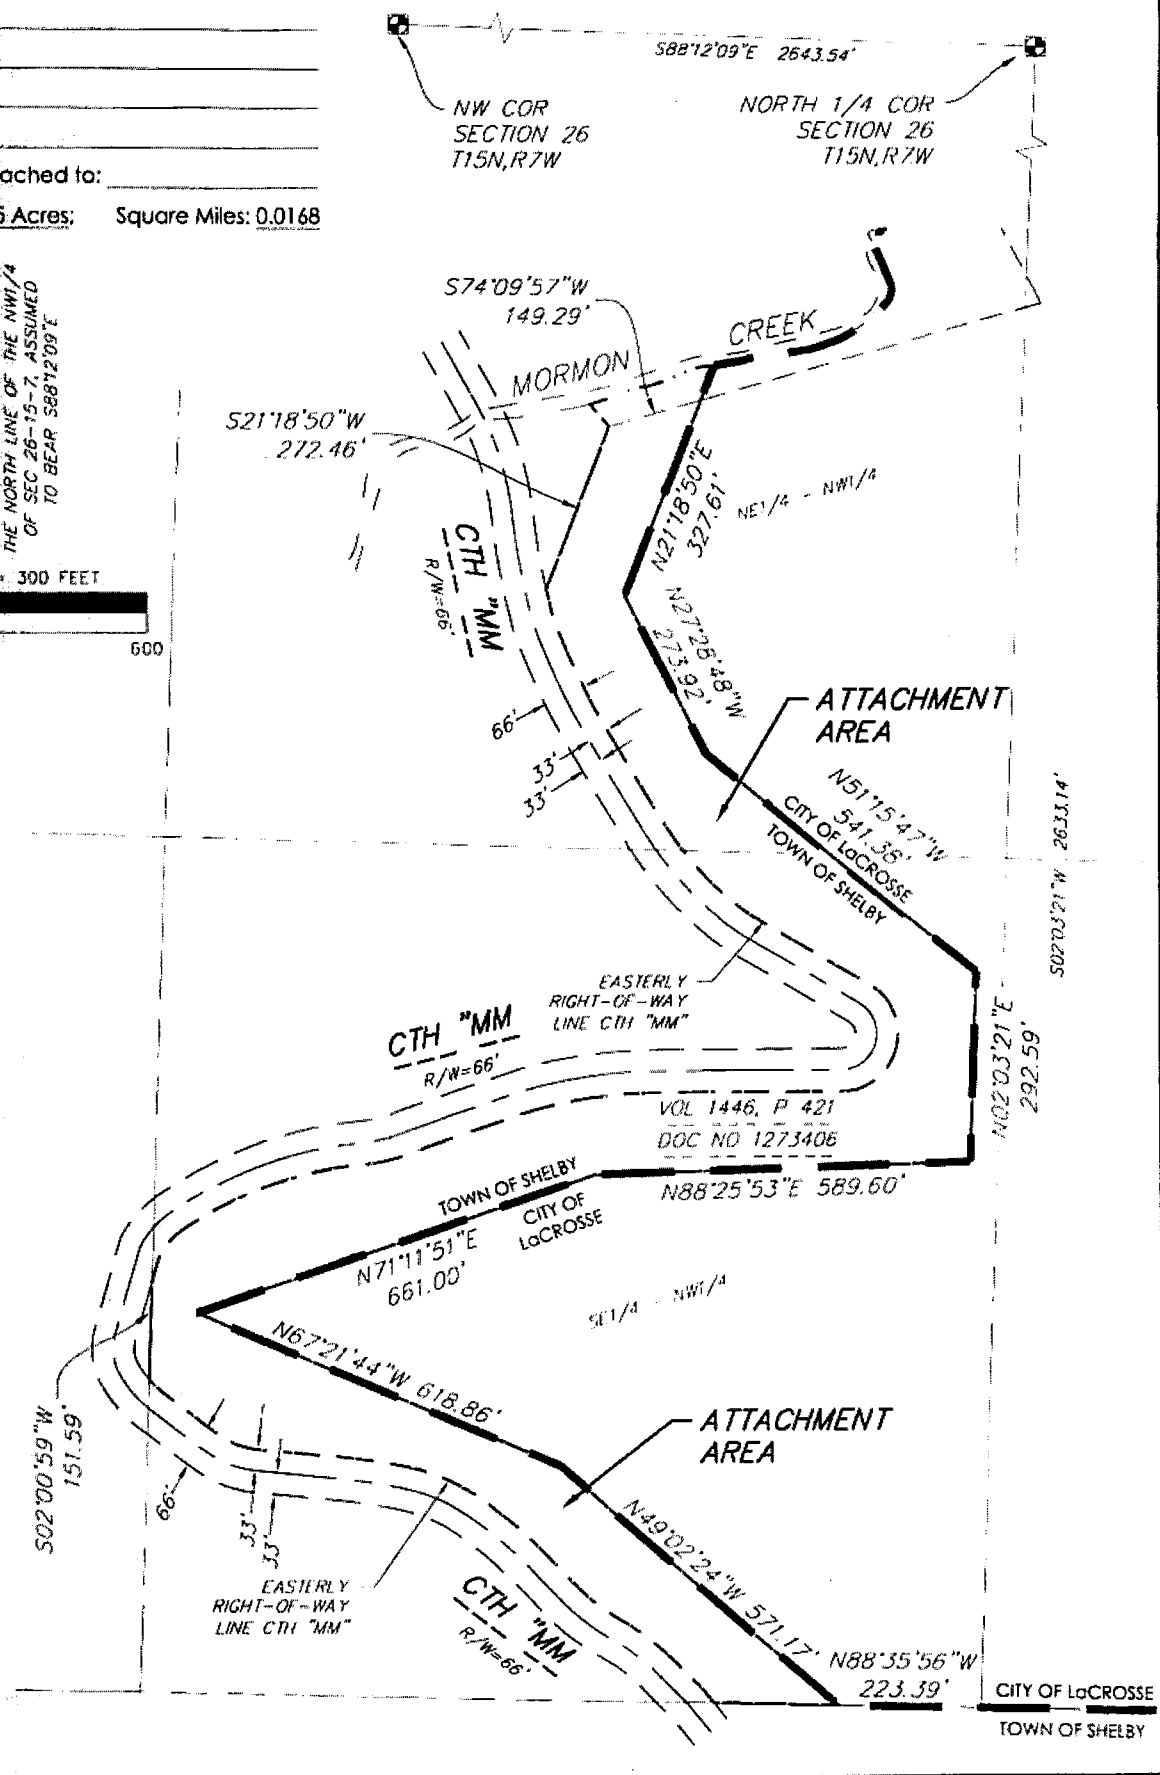 S88°12'09"E 2643.54'
NW COR
SECTION 26
T15N,R7W
NORTH 1/4 COR
SECTION 26
T15N,R7W
ached to:
Acres; Square Miles: 0.0168
THE NORTH LINE OF THE NW1/4
OF SEC 26-15-7, ASSUMED
TO BEAR S88°12'09"E
300 FEET
600
S74°09'57"W
149.29'
MORMON CREEK
S21°18'50"W
272.46'
N21°18'50"E
327.61'
NE1/4 - NW1/4
CTH "MM
R/W=66'
N27°28'48"W
273.92'
66'
33'
33'
ATTACHMENT
AREA
N51°15'47"W
541.38'
CITY OF LaCROSSE
TOWN OF SHELBY
S02°03'21"W 2633.14'
EASTERLY
RIGHT-OF-WAY
LINE CTH "MM"
CTH "MM
R/W=66'
N02°03'21"E
292.59'
VOL 1446, P 421
DOC NO 1273406
TOWN OF SHELBY
CITY OF
LaCROSSE
N88°25'53"E 589.60'
N71°11'51"E
661.00'
SE1/4 - NW1/4
N67°21'44"W 618.86'
S02°00'59"W
151.59'
ATTACHMENT
AREA
66'
33'
33'
N49°02'24"W 571.17'
EASTERLY
RIGHT-OF-WAY
LINE CTH "MM"
CTH "MM
R/W=66'
N88°35'56"W
223.39'
CITY OF LaCROSSE
TOWN OF SHELBY